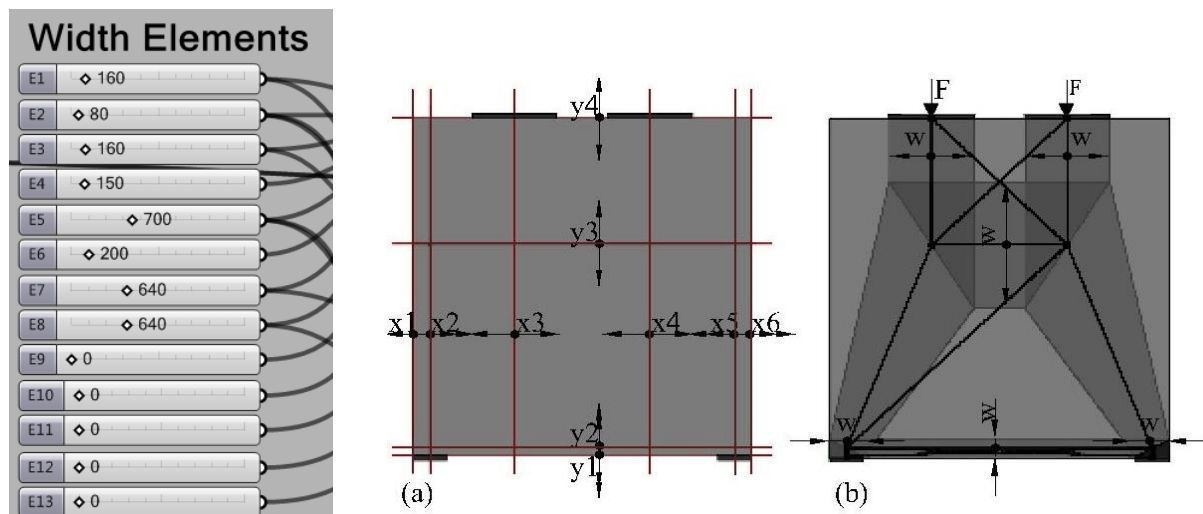 Width Elements
E1 160
E2 80
E3 160
E4 150
E5 700
E6 200
E7 640
E8 640
E9 0
E10 0
E11 0
E12 0
E13 0
y4
y3
x1 x2 x3 x4 x5 x6
y2
y1
(a)
F F
w w
w
w w w
(b)